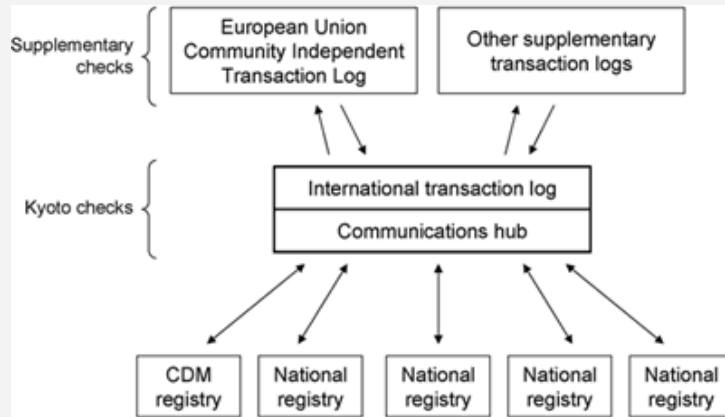 Supplementary
checks
European Union
Community Independent
Transaction Log
Other supplementary
transaction logs
Kyoto checks
International transaction log
Communications hub
CDM
registry
National
registry
National
registry
National
registry
National
registry